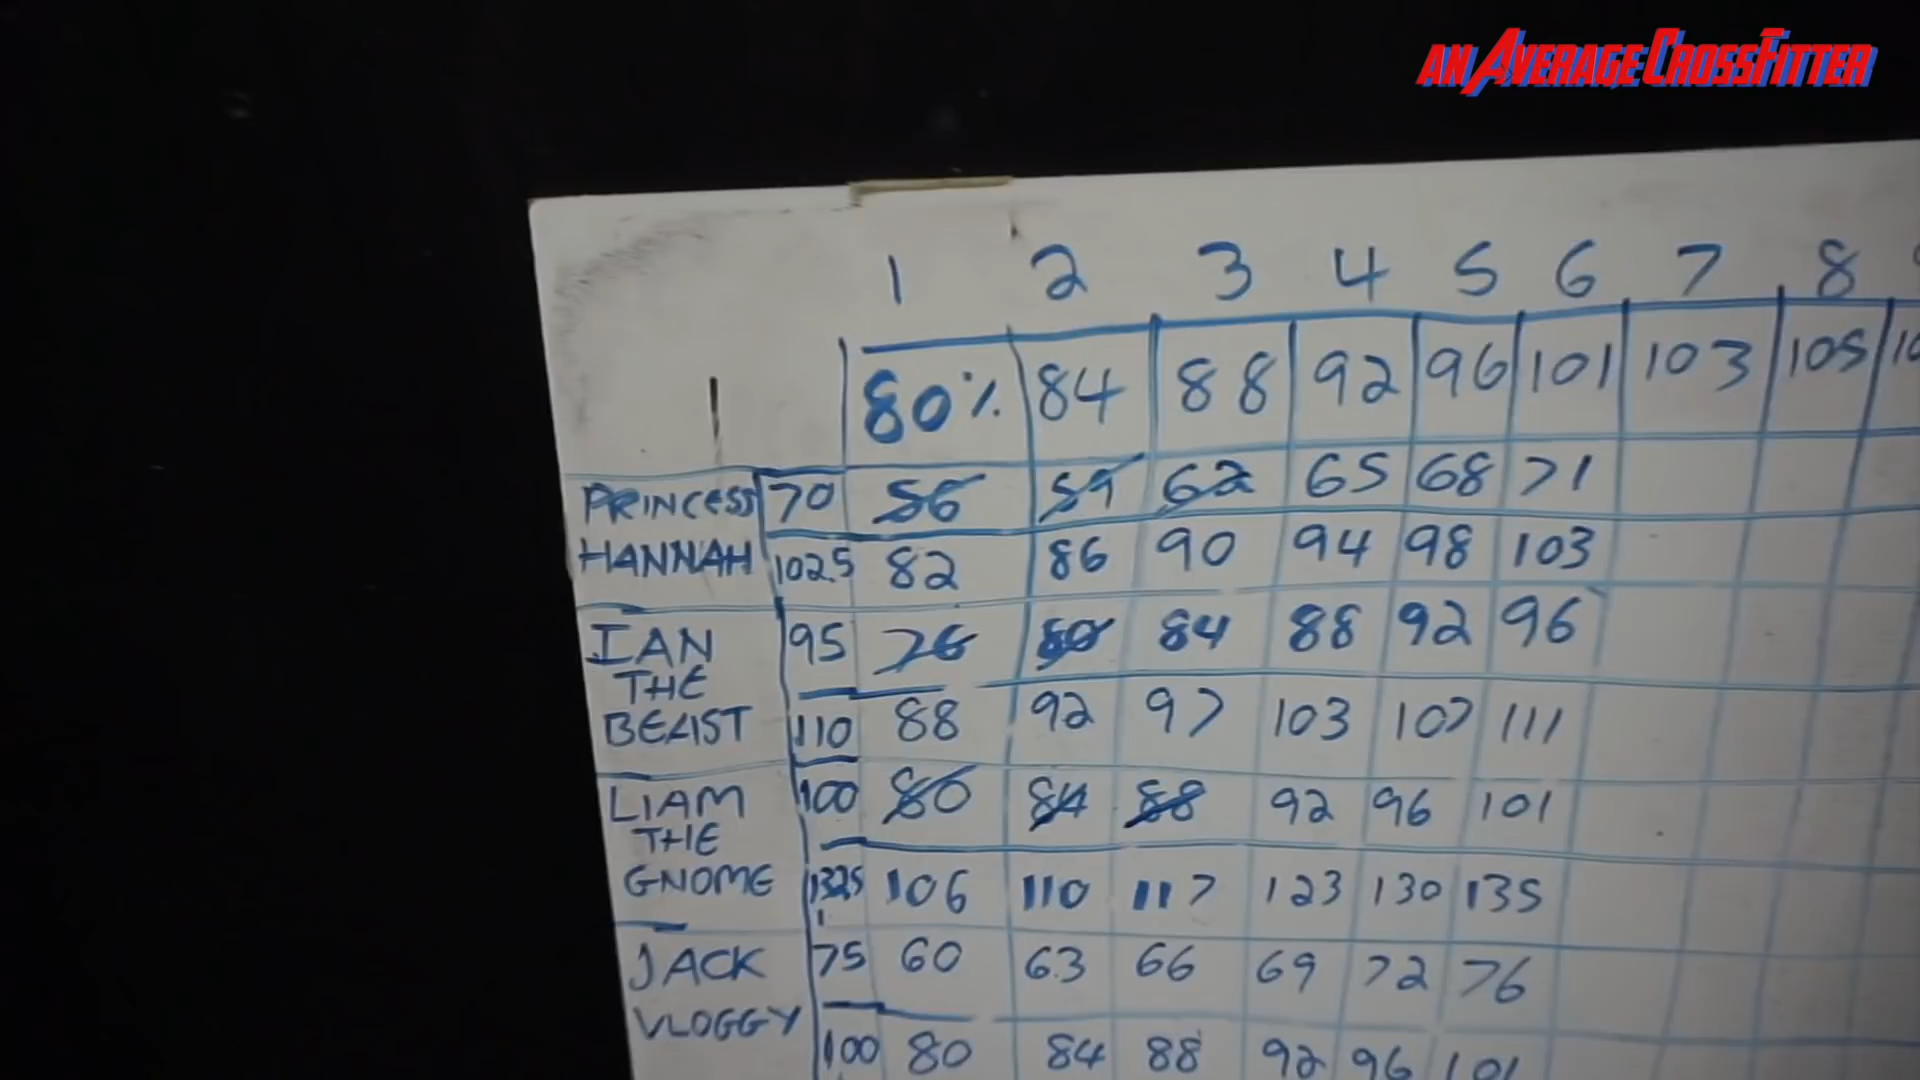 AN AVERAGE CROSSFITTER
1 2 3 4 5 6 7 8
80% 84 88 92 96 101 103 105
PRINCESS 70 56 59 62 65 68 71
HANNAH 102.5 82 86 90 94 98 103
IAN 95 76 80 84 88 92 96
THE
BEAST 110 88 92 97 103 107 111
LIAM 100 80 84 88 92 96 101
THE
GNOME 132.5 106 110 117 123 130 135
JACK 75 60 63 66 69 72 76
VLOGGY
100 80 84 88 92 96 101